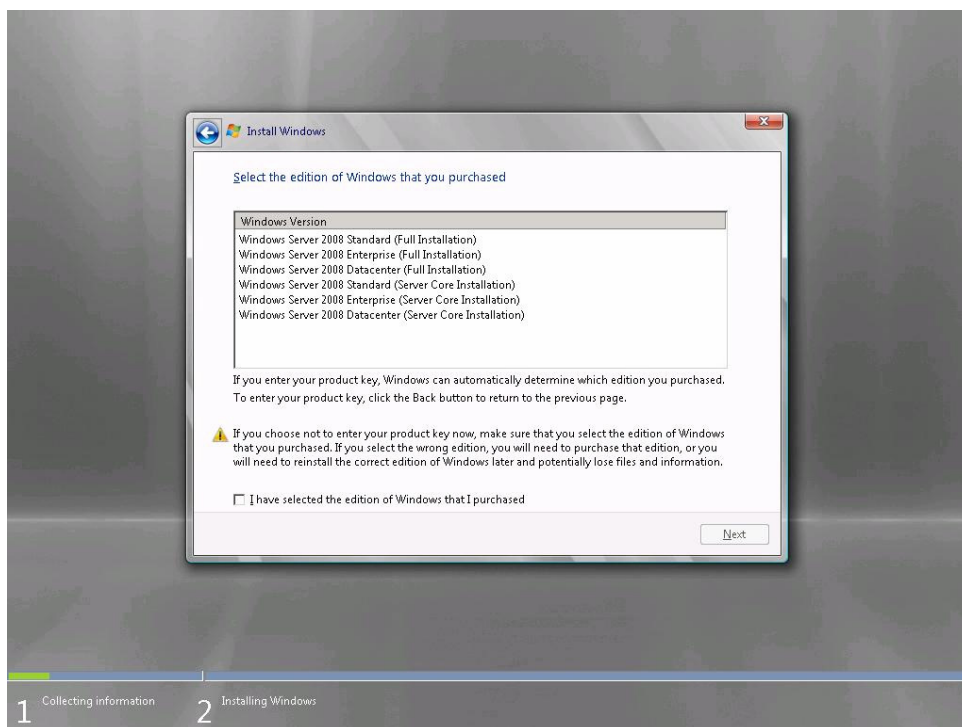 Install Windows
Select the edition of Windows that you purchased
Windows Version
Windows Server 2008 Standard (Full Installation)
Windows Server 2008 Enterprise (Full Installation)
Windows Server 2008 Datacenter (Full Installation)
Windows Server 2008 Standard (Server Core Installation)
Windows Server 2008 Enterprise (Server Core Installation)
Windows Server 2008 Datacenter (Server Core Installation)
If you enter your product key, Windows can automatically determine which edition you purchased.
To enter your product key, click the Back button to return to the previous page.
If you choose not to enter your product key now, make sure that you select the edition of Windows
that you purchased. If you select the wrong edition, you will need to purchase that edition, or you
will need to reinstall the correct edition of Windows later and potentially lose files and information.
I have selected the edition of Windows that I purchased
Next
1 Collecting information
2 Installing Windows